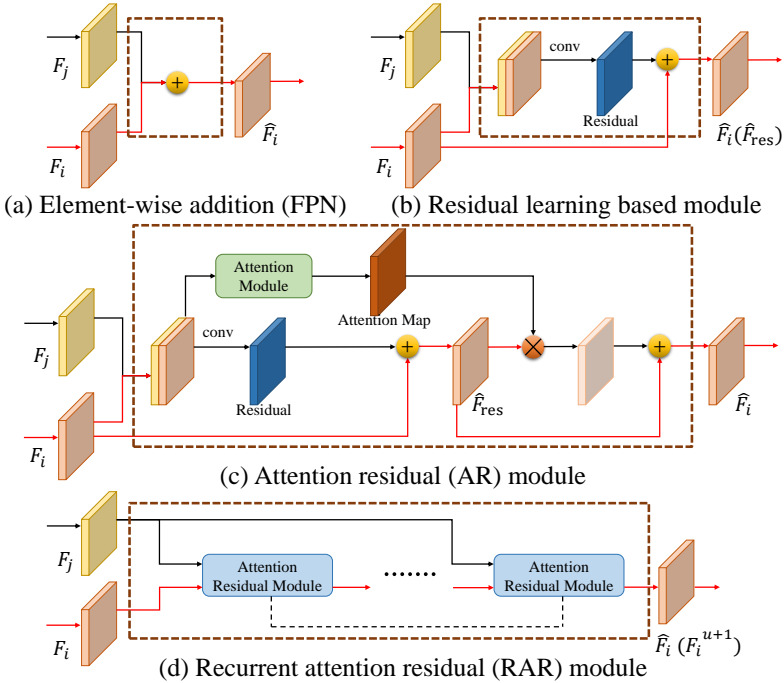 F_j
F_i
+
F̂_i
(a) Element-wise addition (FPN)
F_j
F_i
conv
Residual
+
F̂_i(F̂_res)
(b) Residual learning based module
F_j
F_i
Attention
Module
Attention Map
conv
Residual
+
F̂_res
×
+
F̂_i
(c) Attention residual (AR) module
F_j
F_i
Attention
Residual Module
.......
Attention
Residual Module
F̂_i (F_i^{u+1})
(d) Recurrent attention residual (RAR) module